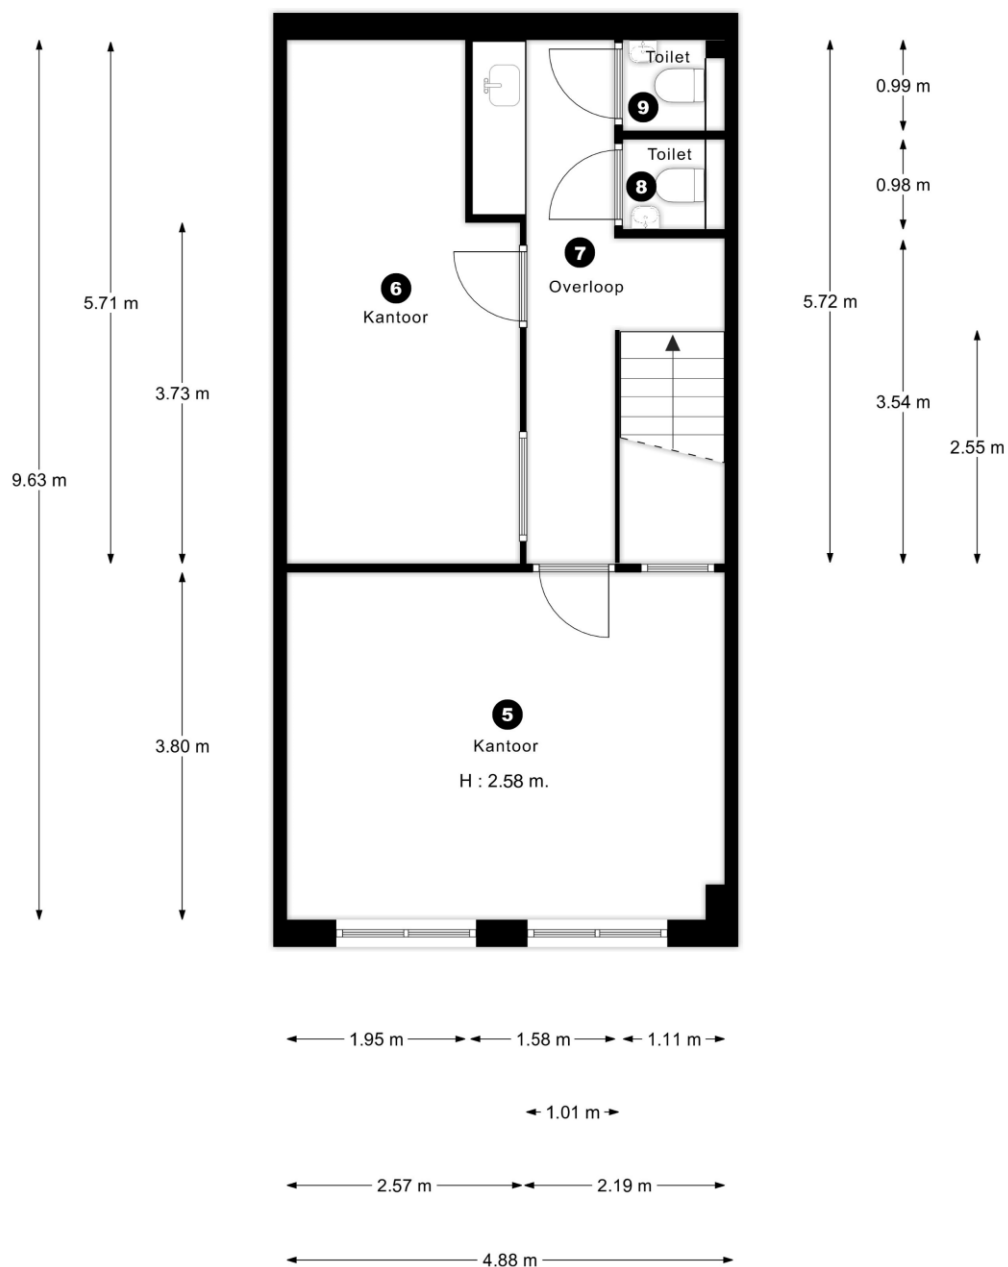 Toilet
0.99 m
9
Toilet
8
0.98 m
7
6
Overloop
5.71 m
Kantoor
5.72 m
3.73 m
3.54 m
2.55 m
9.63 m
5
3.80 m
Kantoor
H : 2.58 m.
1.95 m
1.58 m
1.11 m
1.01 m
2.57 m
2.19 m
4.88 m